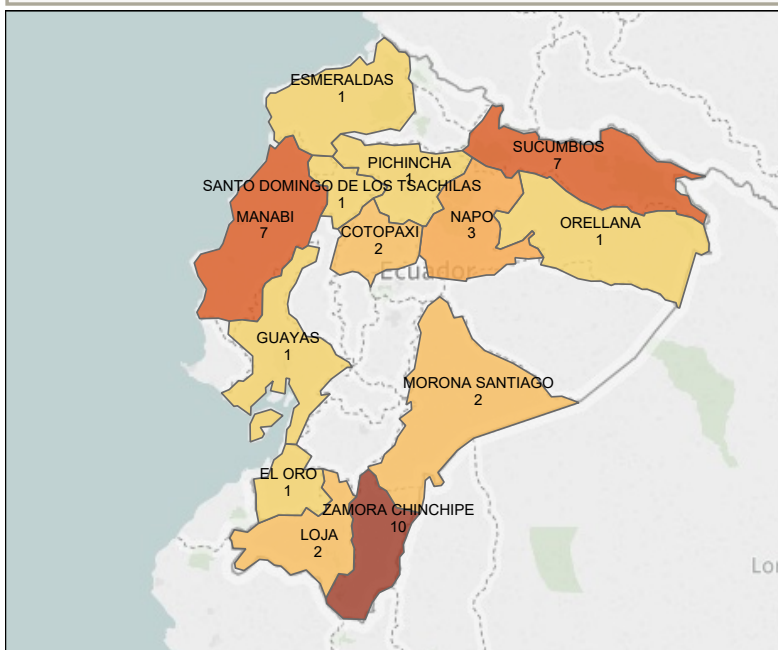 ESMERALDAS
1
SUCUMBIOS
7
PICHINCHA
1
SANTO DOMINGO DE LOS TSACHILAS
1
MANABI
7
NAPO
3
ORELLANA
1
COTOPAXI
2
Ecuador
GUAYAS
1
MORONA SANTIAGO
2
EL ORO
1
ZAMORA CHINCHIPE
10
LOJA
2